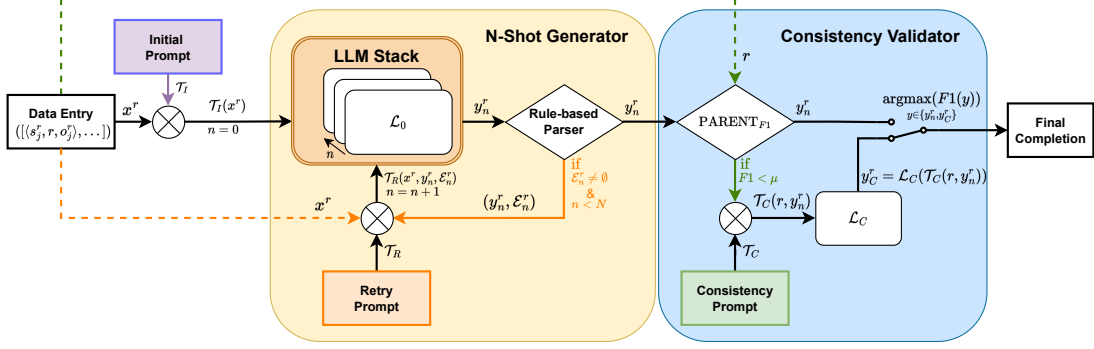 Initial
Prompt
N-Shot Generator
Consistency Validator
LLM Stack
r
𝒯_I
x^r
𝒯_I(x^r)
n = 0
Data Entry
([⟨s_j^r, r, o_j^r⟩, . . . ])
ℒ_0
n
y_n^r
Rule-based
Parser
y_n^r
PARENT_{F1}
y_n^r
argmax(F1(y))
y∈{y_n^r,y_C^r}
Final
Completion
if
ℰ_n^r ≠ ∅
&
n < N
if
F1 < μ
𝒯_R(x^r, y_n^r, ℰ_n^r)
n = n + 1
y_C^r = ℒ_C(𝒯_C(r, y_n^r))
x^r
(y_n^r, ℰ_n^r)
𝒯_C(r, y_n^r)
ℒ_C
𝒯_R
𝒯_C
Retry
Prompt
Consistency
Prompt